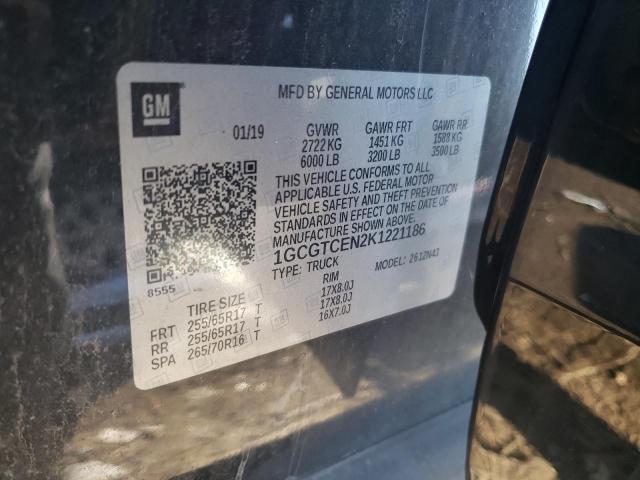 GM
MFD BY GENERAL MOTORS LLC
01/19 GVWR GAWR FRT GAWR RR
2722 KG 1451 KG 1588 KG
6000 LB 3200 LB 3500 LB
THIS VEHICLE CONFORMS TO ALL
APPLICABLE U.S. FEDERAL MOTOR
VEHICLE SAFETY AND THEFT PREVENTION
STANDARDS IN EFFECT ON THE DATE OF
MANUFACTURE SHOWN ABOVE.
1GCGTCEN2K1221186
TYPE: TRUCK MODEL: 2612N43
8555
TIRE SIZE RIM
FRT 255/65R17 T 17X8.0J
RR 255/65R17 T 17X8.0J
SPA 265/70R16 T 16X7.0J